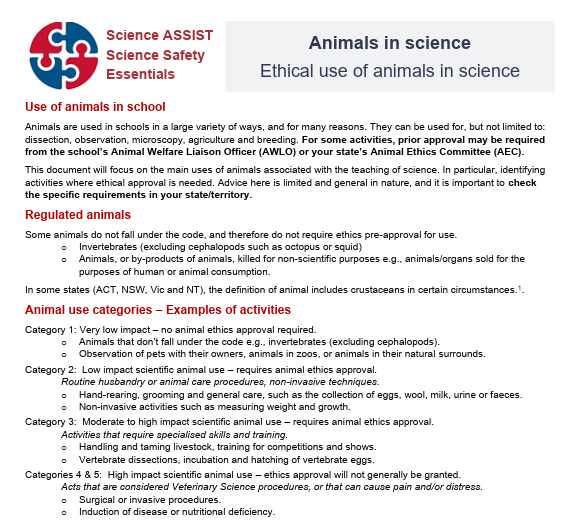 Science ASSIST
Science Safety
Essentials
Animals in science
Ethical use of animals in science
Use of animals in school
Animals are used in schools in a large variety of ways, and for many reasons. They can be used for, but not limited to:
dissection, observation, microscopy, agriculture and breeding. For some activities, prior approval may be required
from the school's Animal Welfare Liaison Officer (AWLO) or your state's Animal Ethics Committee (AEC).
This document will focus on the main uses of animals associated with the teaching of science. In particular, identifying
activities where ethical approval is needed. Advice here is limited and general in nature, and it is important to check
the specific requirements in your state/territory.
Regulated animals
Some animals do not fall under the code, and therefore do not require ethics pre-approval for use.
o Invertebrates (excluding cephalopods such as octopus or squid)
o Animals, or by-products of animals, killed for non-scientific purposes e.g., animals/organs sold for the
purposes of human or animal consumption.
In some states (ACT, NSW, Vic and NT), the definition of animal includes crustaceans in certain circumstances.¹.
Animal use categories – Examples of activities
Category 1: Very low impact – no animal ethics approval required.
o Animals that don't fall under the code e.g., invertebrates (excluding cephalopods).
o Observation of pets with their owners, animals in zoos, or animals in their natural surrounds.
Category 2: Low impact scientific animal use – requires animal ethics approval.
Routine husbandry or animal care procedures, non-invasive techniques.
o Hand-rearing, grooming and general care, such as the collection of eggs, wool, milk, urine or faeces.
o Non-invasive activities such as measuring weight and growth.
Category 3: Moderate to high impact scientific animal use – requires animal ethics approval.
Activities that require specialised skills and training.
o Handling and taming livestock, training for competitions and shows.
o Vertebrate dissections, incubation and hatching of vertebrate eggs.
Categories 4 & 5: High impact scientific animal use – ethics approval will not generally be granted.
Acts that are considered Veterinary Science procedures, or that can cause pain and/or distress.
o Surgical or invasive procedures.
o Induction of disease or nutritional deficiency.